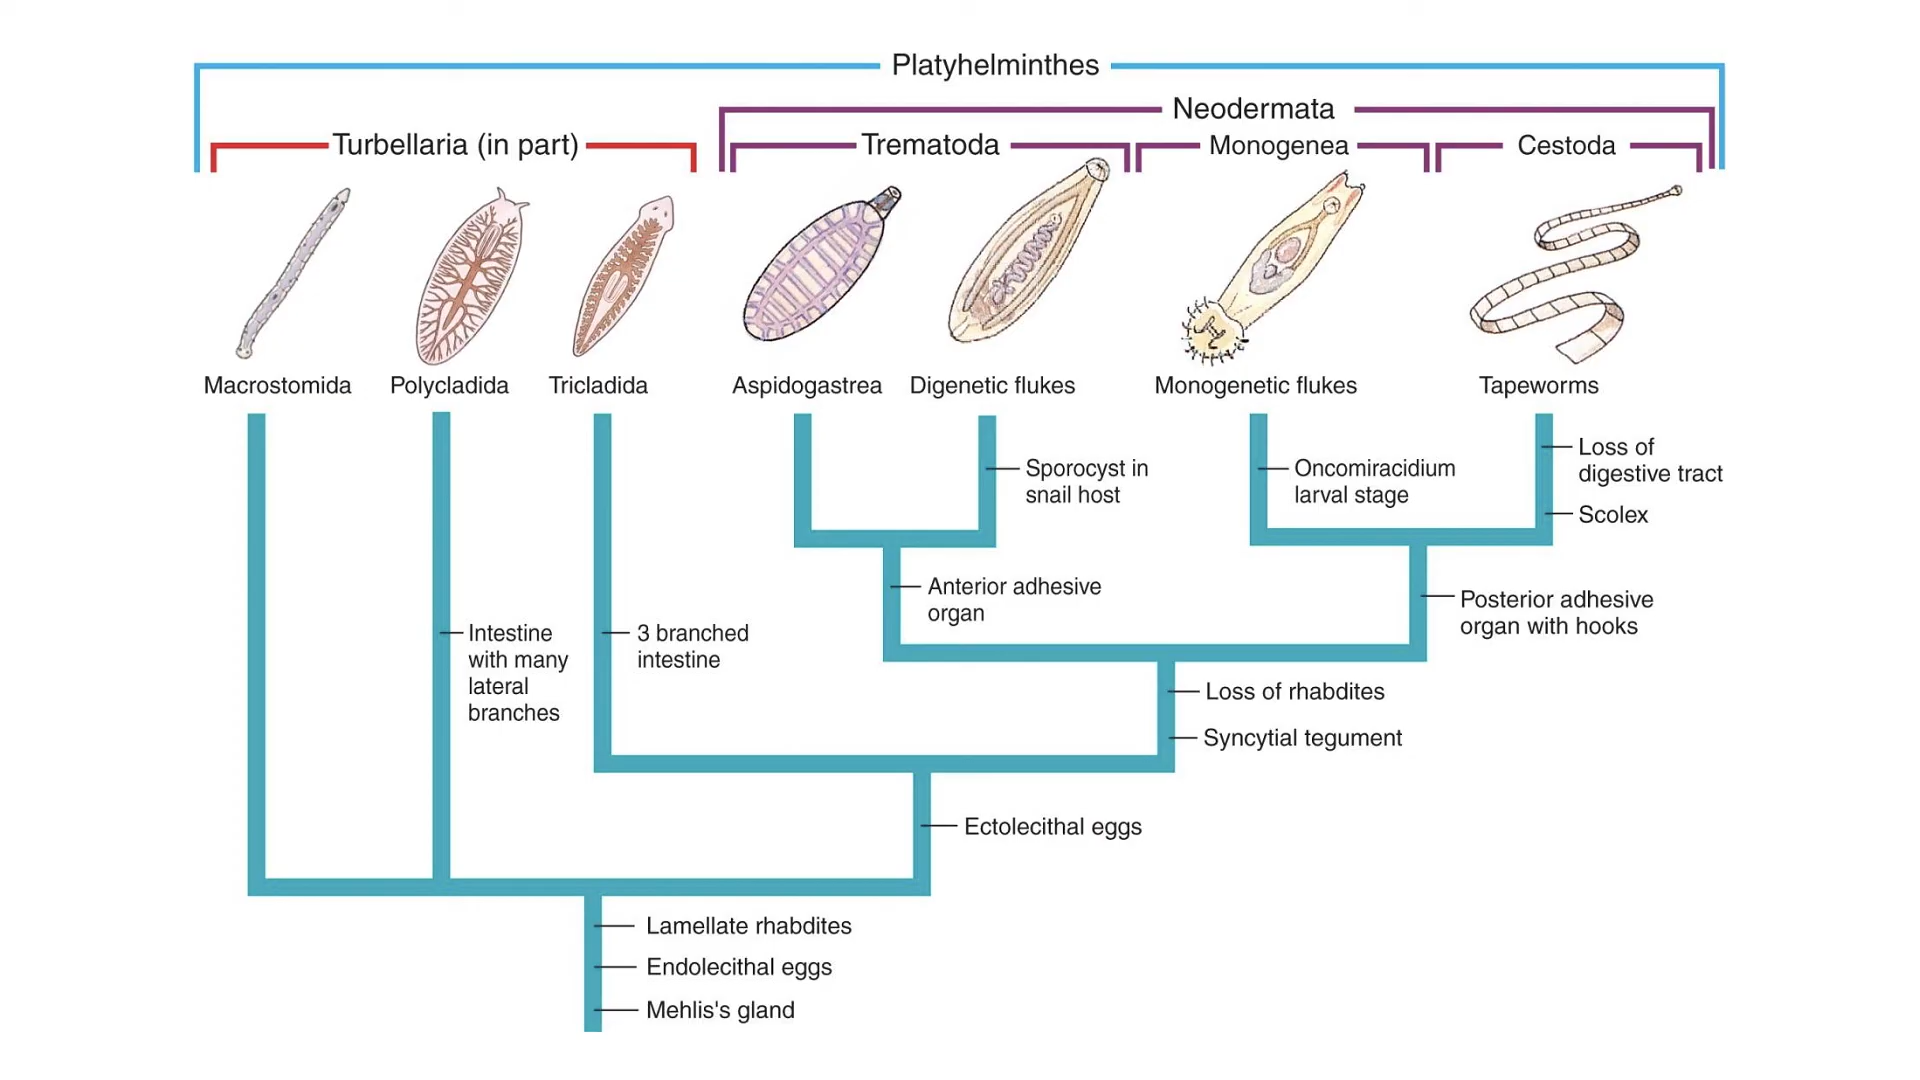 Platyhelminthes
Neodermata
Turbellaria (in part)
Trematoda
Monogenea
Cestoda
Macrostomida
Polycladida
Tricladida
Aspidogastrea
Digenetic flukes
Monogenetic flukes
Tapeworms
Loss of
digestive tract
Scolex
Sporocyst in
snail host
Oncomiracidium
larval stage
Anterior adhesive
organ
Posterior adhesive
organ with hooks
Intestine
with many
lateral
branches
3 branched
intestine
Loss of rhabdites
Syncytial tegument
Ectolecithal eggs
Lamellate rhabdites
Endolecithal eggs
Mehlis's gland